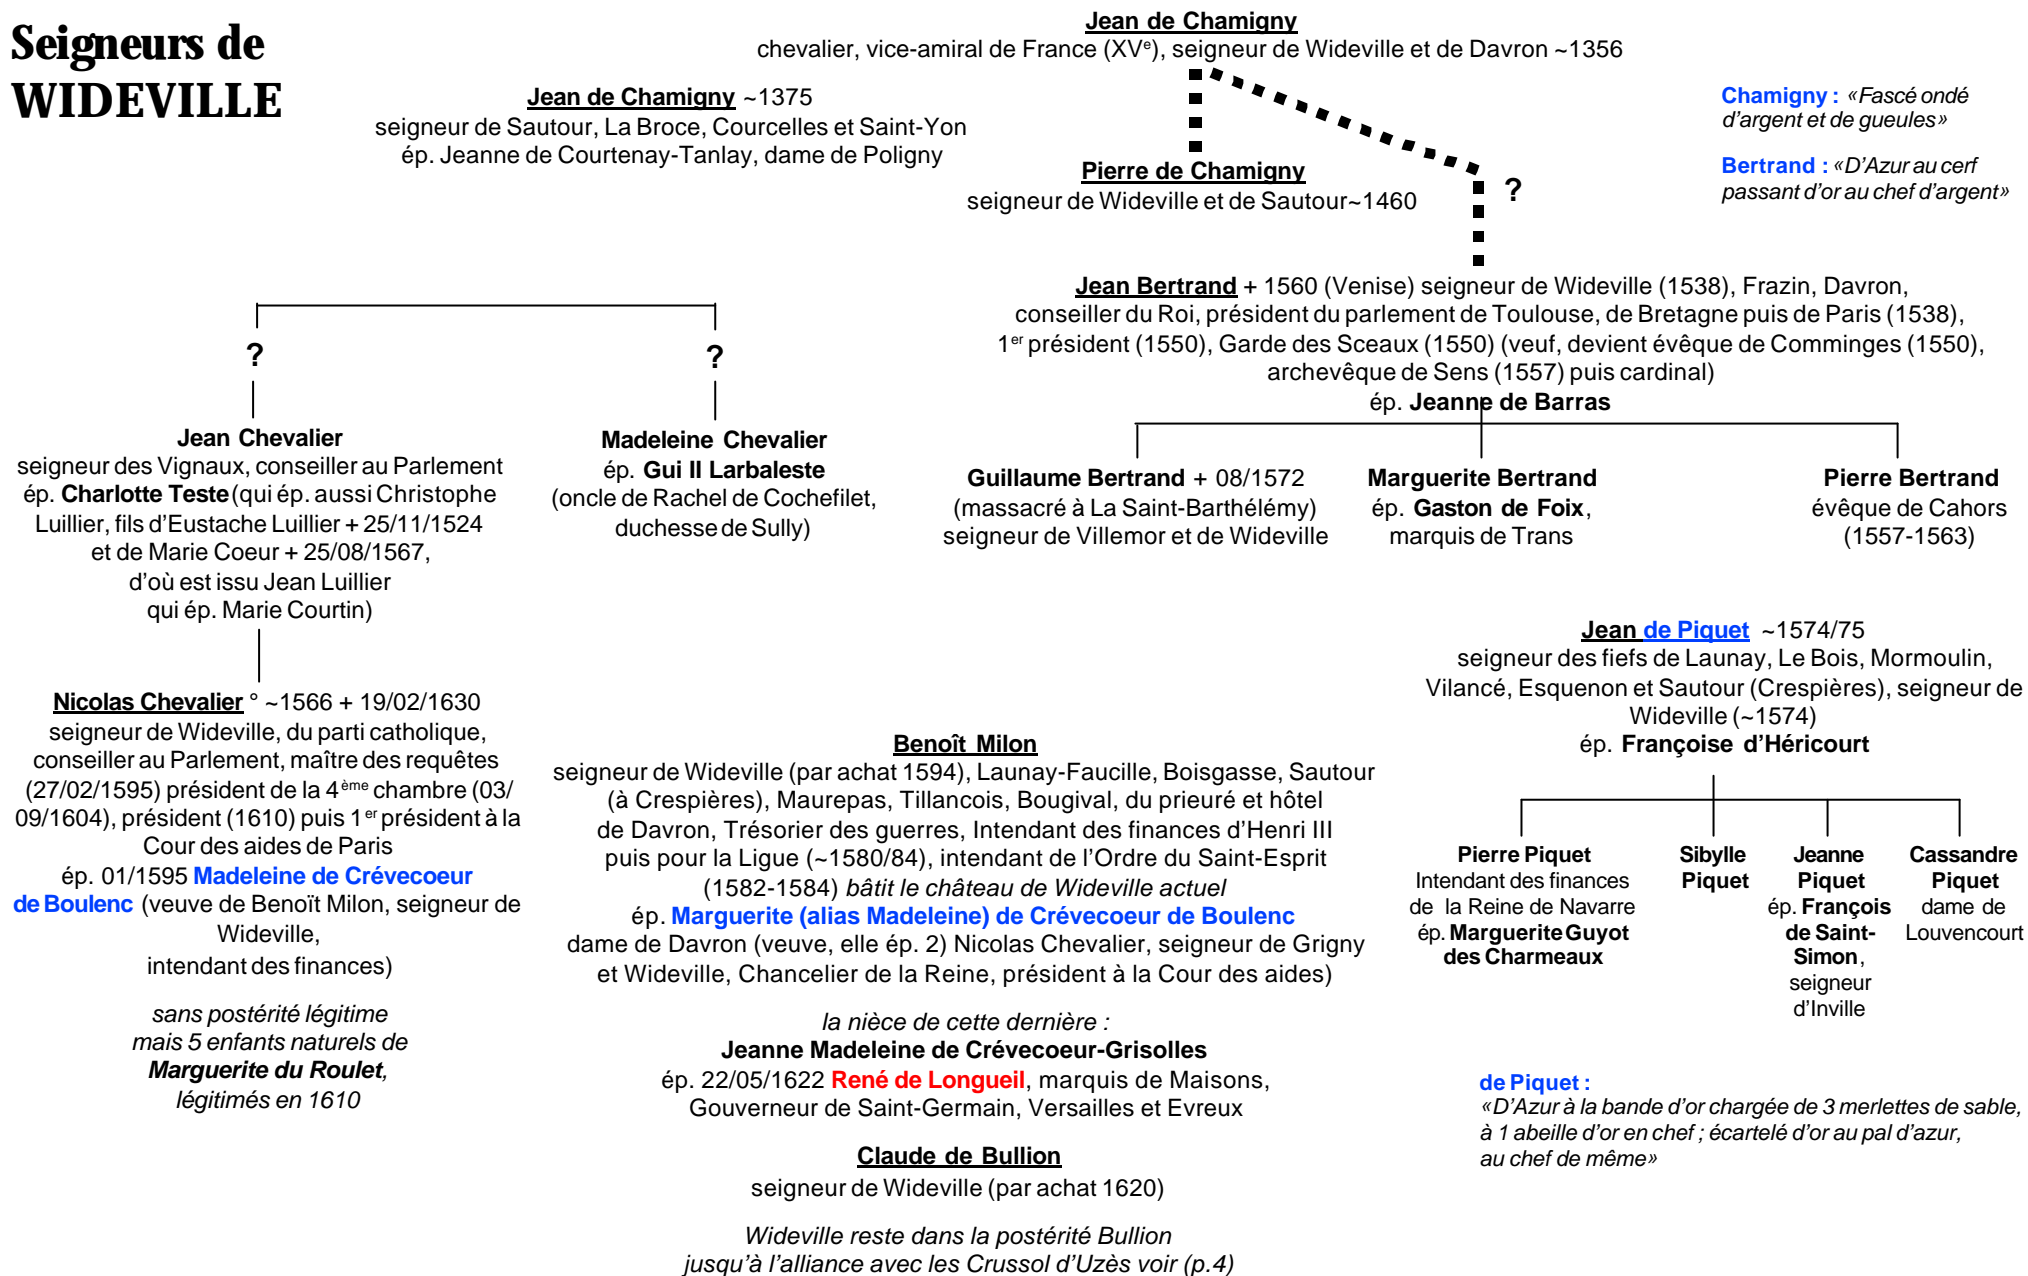 Seigneurs de
WIDEVILLE
Jean de Chamigny
chevalier, vice-amiral de France (XVe), seigneur de Wideville et de Davron ~1356
Jean de Chamigny ~1375
seigneur de Sautour, La Broce, Courcelles et Saint-Yon
ép. Jeanne de Courtenay-Tanlay, dame de Poligny
Chamigny : «Fascé ondé
d'argent et de gueules»
Bertrand : «D'Azur au cerf
passant d'or au chef d'argent»
Pierre de Chamigny
seigneur de Wideville et de Sautour~1460
?
Jean Bertrand + 1560 (Venise) seigneur de Wideville (1538), Frazin, Davron,
conseiller du Roi, président du parlement de Toulouse, de Bretagne puis de Paris (1538),
1er président (1550), Garde des Sceaux (1550) (veuf, devient évêque de Comminges (1550),
archevêque de Sens (1557) puis cardinal)
ép. Jeanne de Barras
?
?
Jean Chevalier
seigneur des Vignaux, conseiller au Parlement
ép. Charlotte Teste (qui ép. aussi Christophe
Luillier, fils d'Eustache Luillier + 25/11/1524
et de Marie Coeur + 25/08/1567,
d'où est issu Jean Luillier
qui ép. Marie Courtin)
Madeleine Chevalier
ép. Gui II Larbaleste
(oncle de Rachel de Cochefilet,
duchesse de Sully)
Guillaume Bertrand + 08/1572
(massacré à La Saint-Barthélémy)
seigneur de Villemor et de Wideville
Marguerite Bertrand
ép. Gaston de Foix,
marquis de Trans
Pierre Bertrand
évêque de Cahors
(1557-1563)
Jean de Piquet ~1574/75
seigneur des fiefs de Launay, Le Bois, Mormoulin,
Vilancé, Esquenon et Sautour (Crespières), seigneur de
Wideville (~1574)
ép. Françoise d'Héricourt
Nicolas Chevalier ° ~1566 + 19/02/1630
seigneur de Wideville, du parti catholique,
conseiller au Parlement, maître des requêtes
(27/02/1595) président de la 4ème chambre (03/
09/1604), président (1610) puis 1er président à la
Cour des aides de Paris
ép. 01/1595 Madeleine de Crévecoeur
de Boulenc (veuve de Benoït Milon, seigneur de
Wideville,
intendant des finances)
sans postérité légitime
mais 5 enfants naturels de
Marguerite du Roulet,
légitimés en 1610
Benoît Milon
seigneur de Wideville (par achat 1594), Launay-Faucille, Boisgasse, Sautour
(à Crespières), Maurepas, Tillancois, Bougival, du prieuré et hôtel
de Davron, Trésorier des guerres, Intendant des finances d'Henri III
puis pour la Ligue (~1580/84), intendant de l'Ordre du Saint-Esprit
(1582-1584) bâtit le château de Wideville actuel
ép. Marguerite (alias Madeleine) de Crévecoeur de Boulenc
dame de Davron (veuve, elle ép. 2) Nicolas Chevalier, seigneur de Grigny
et Wideville, Chancelier de la Reine, président à la Cour des aides)
la nièce de cette dernière :
Jeanne Madeleine de Crévecoeur-Grisolles
ép. 22/05/1622 René de Longueil, marquis de Maisons,
Gouverneur de Saint-Germain, Versailles et Evreux
Claude de Bullion
seigneur de Wideville (par achat 1620)
Wideville reste dans la postérité Bullion
jusqu'à l'alliance avec les Crussol d'Uzès voir (p.4)
Pierre Piquet
Intendant des finances
de la Reine de Navarre
ép. Marguerite Guyot
des Charmeaux
Sibylle
Piquet
Jeanne
Piquet
ép. François
de Saint-
Simon,
seigneur
d'Inville
Cassandre
Piquet
dame de
Louvencourt
de Piquet :
«D'Azur à la bande d'or chargée de 3 merlettes de sable,
à 1 abeille d'or en chef ; écartelé d'or au pal d'azur,
au chef de même»